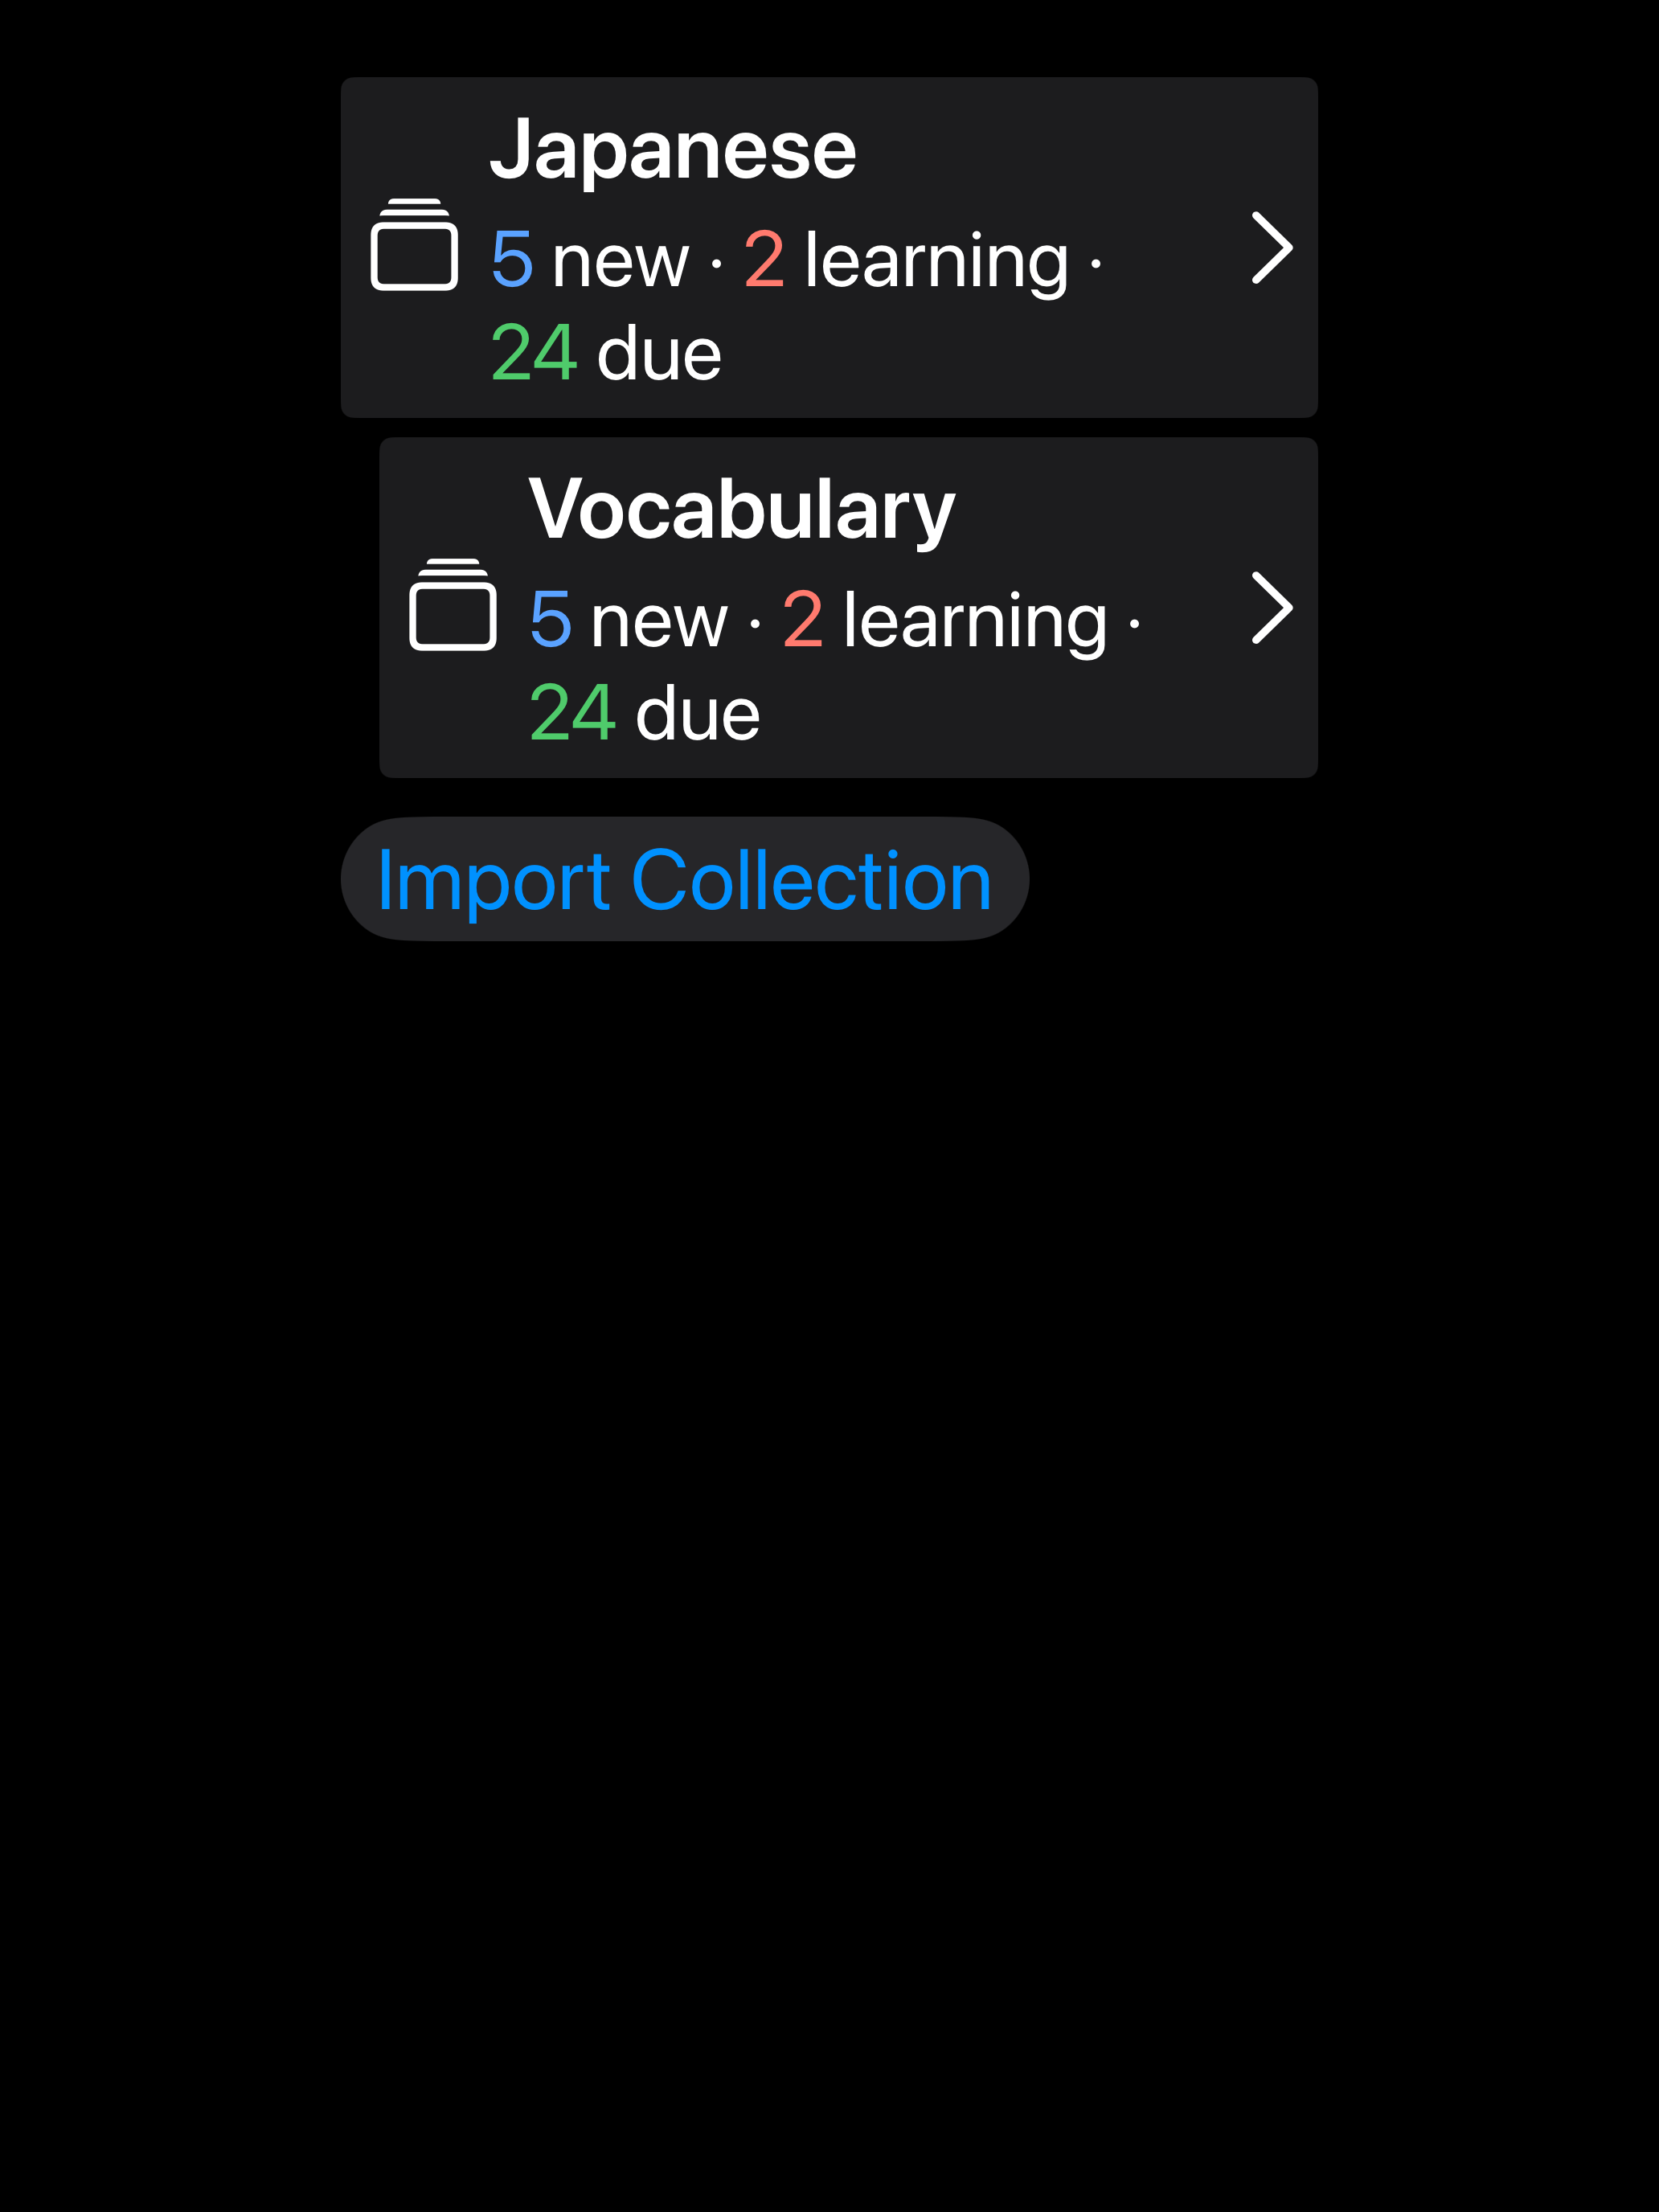 Japanese
5 new · 2 learning ·
24 due
Vocabulary
5 new · 2 learning ·
24 due
Import Collection